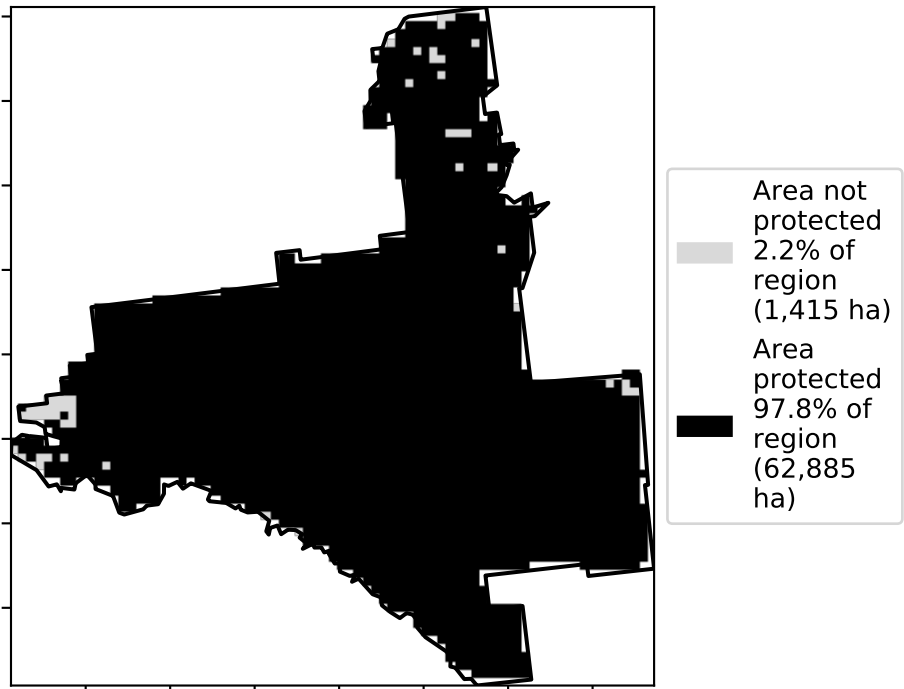 Area not
protected
2.2% of
region
(1,415 ha)
Area
protected
97.8% of
region
(62,885
ha)